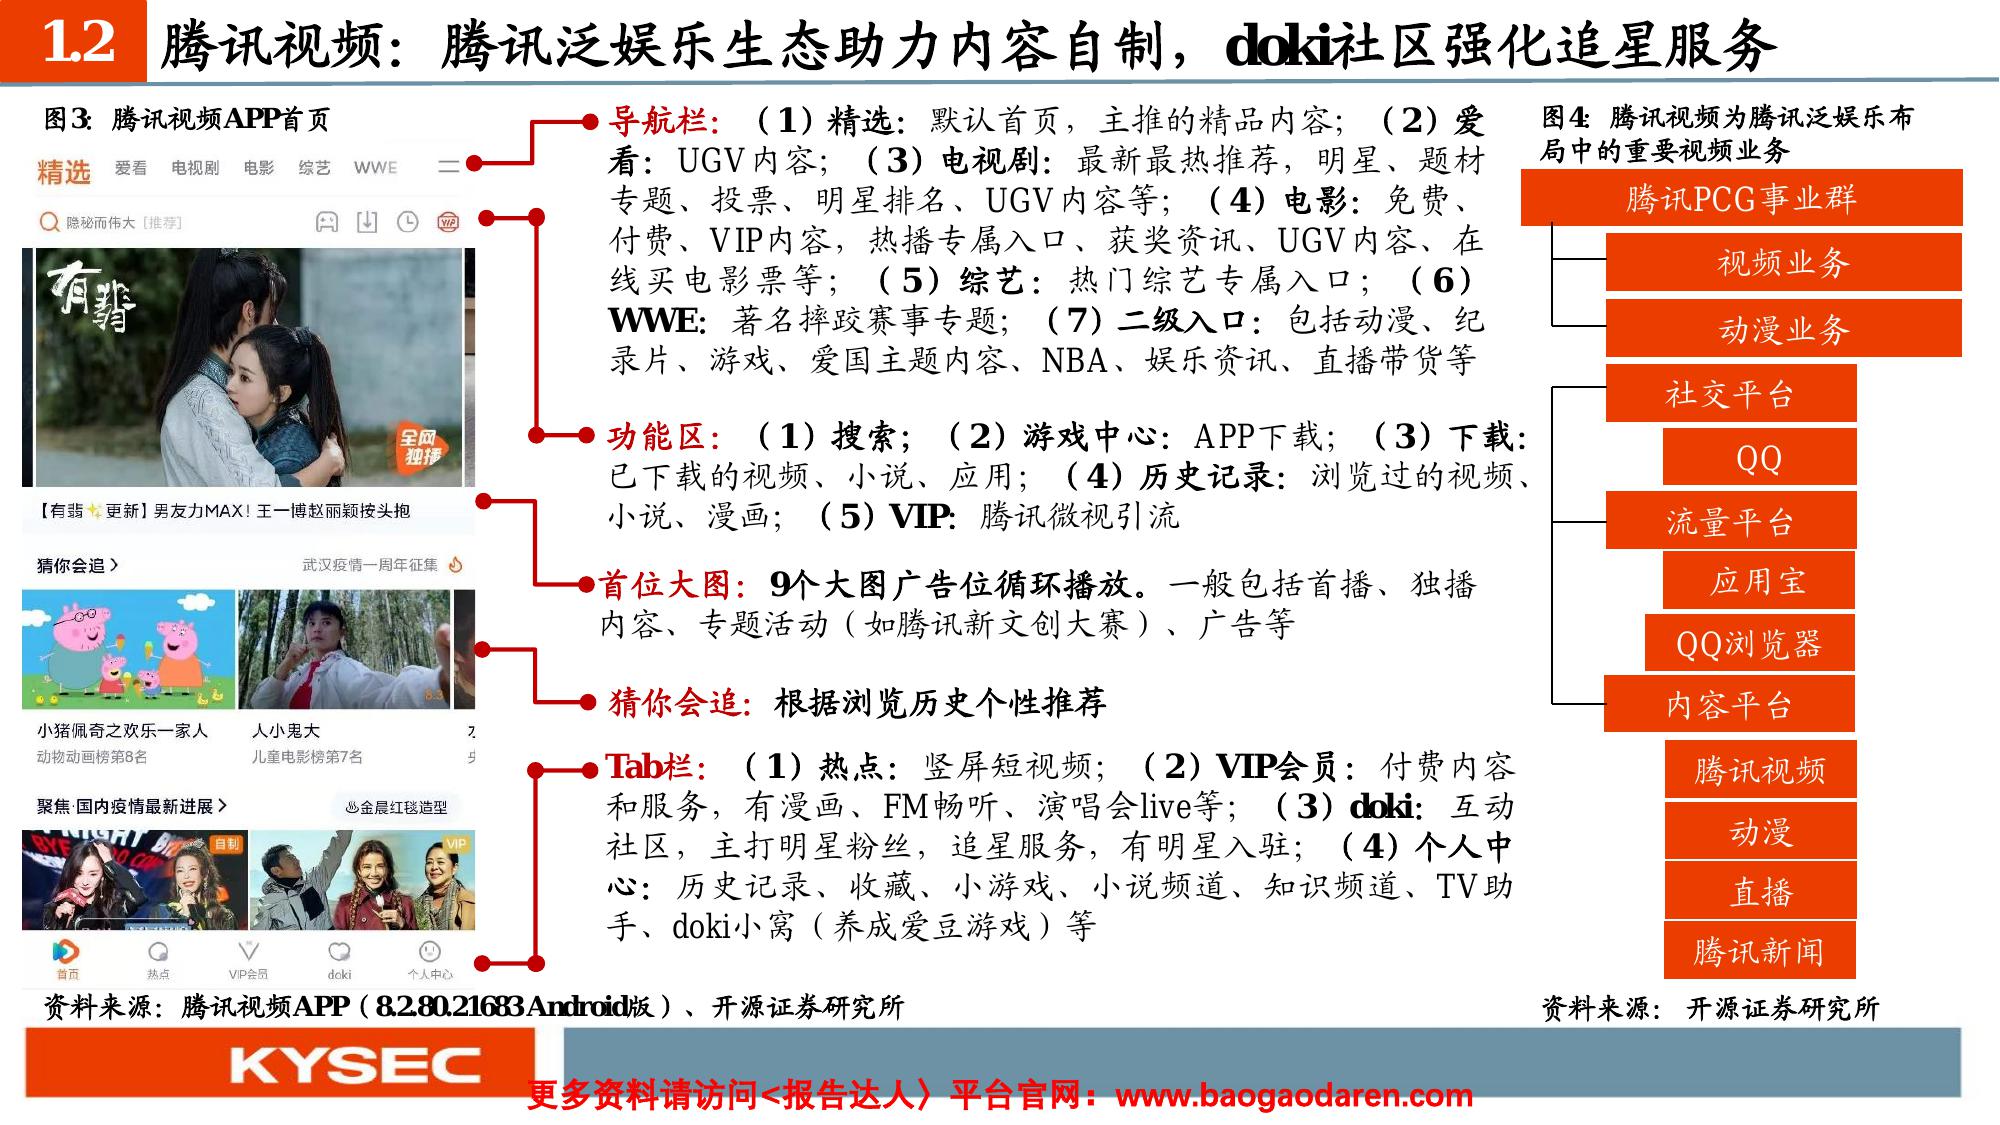 1.2
腾讯视频：腾讯泛娱乐生态助力内容自制，doki社区强化追星服务
图3：腾讯视频APP首页
精选 爱看 电视剧 电影 综艺 WWE
隐秘而伟大 [推荐]
VIP
有翡
全网
独播
【有翡✨更新】男友力MAX！王一博赵丽颖按头抱
猜你会追
武汉疫情一周年征集
8.3
小猪佩奇之欢乐一家人
动物动画榜第8名
人小鬼大
儿童电影榜第7名
聚焦·国内疫情最新进展
金晨红毯造型
自制
VIP
首页 热点 VIP会员 doki 个人中心
资料来源：腾讯视频APP（8.2.80.21683 Android版）、开源证券研究所
导航栏：（1）精选：默认首页，主推的精品内容；（2）爱
看：UGV内容；（3）电视剧：最新最热推荐，明星、题材
专题、投票、明星排名、UGV内容等；（4）电影：免费、
付费、VIP内容，热播专属入口、获奖资讯、UGV内容、在
线买电影票等；（5）综艺：热门综艺专属入口；（6）
WWE：著名摔跤赛事专题；（7）二级入口：包括动漫、纪
录片、游戏、爱国主题内容、NBA、娱乐资讯、直播带货等
功能区：（1）搜索；（2）游戏中心：APP下载；（3）下载：
已下载的视频、小说、应用；（4）历史记录：浏览过的视频、
小说、漫画；（5）VIP：腾讯微视引流
首位大图：9个大图广告位循环播放。一般包括首播、独播
内容、专题活动（如腾讯新文创大赛）、广告等
猜你会追：根据浏览历史个性推荐
Tab栏：（1）热点：竖屏短视频；（2）VIP会员：付费内容
和服务，有漫画、FM畅听、演唱会live等；（3）doki：互动
社区，主打明星粉丝，追星服务，有明星入驻；（4）个人中
心：历史记录、收藏、小游戏、小说频道、知识频道、TV助
手、doki小窝（养成爱豆游戏）等
图4：腾讯视频为腾讯泛娱乐布
局中的重要视频业务
腾讯PCG事业群
视频业务
动漫业务
社交平台
QQ
流量平台
应用宝
QQ浏览器
内容平台
腾讯视频
动漫
直播
腾讯新闻
资料来源： 开源证券研究所
KYSEC
更多资料请访问<报告达人〉平台官网：www.baogaodaren.com